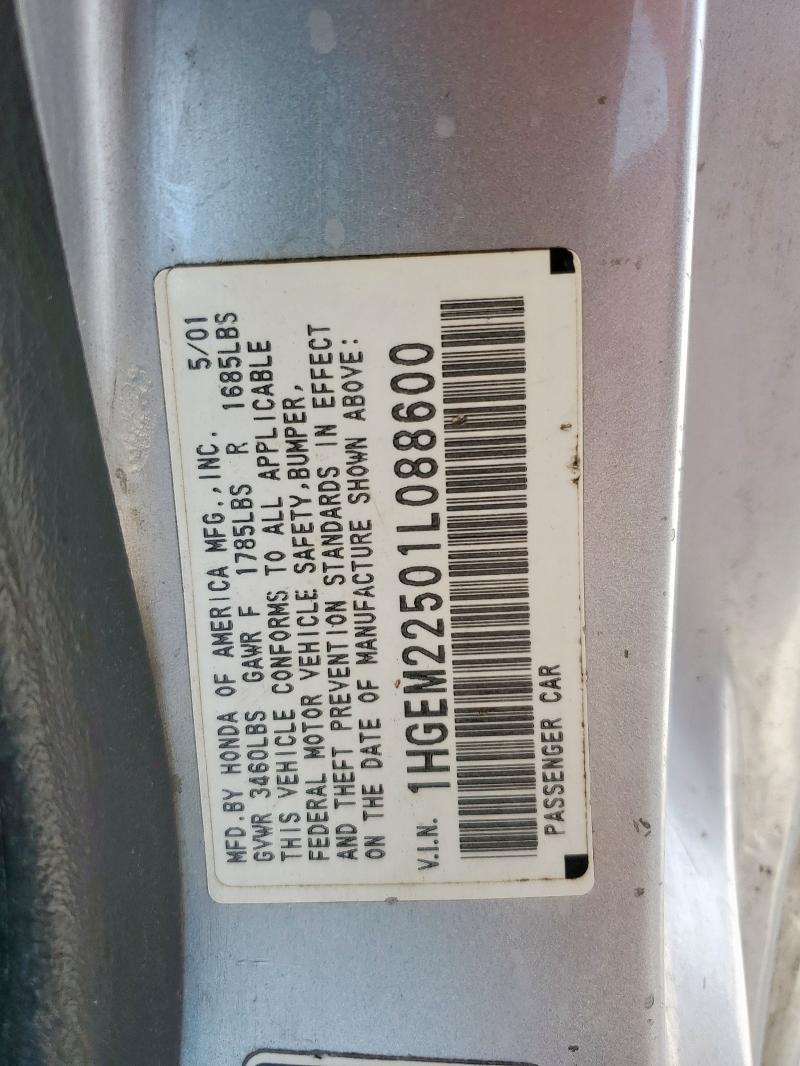 MFD.BY HONDA OF AMERICA MFG.,INC. 5/01
GVWR 3460LBS GAWR F 1785LBS R 1685LBS
THIS VEHICLE CONFORMS TO ALL APPLICABLE
FEDERAL MOTOR VEHICLE SAFETY,BUMPER,
AND THEFT PREVENTION STANDARDS IN EFFECT
ON THE DATE OF MANUFACTURE SHOWN ABOVE:
V.I.N. 1HGEM22501L088600
PASSENGER CAR